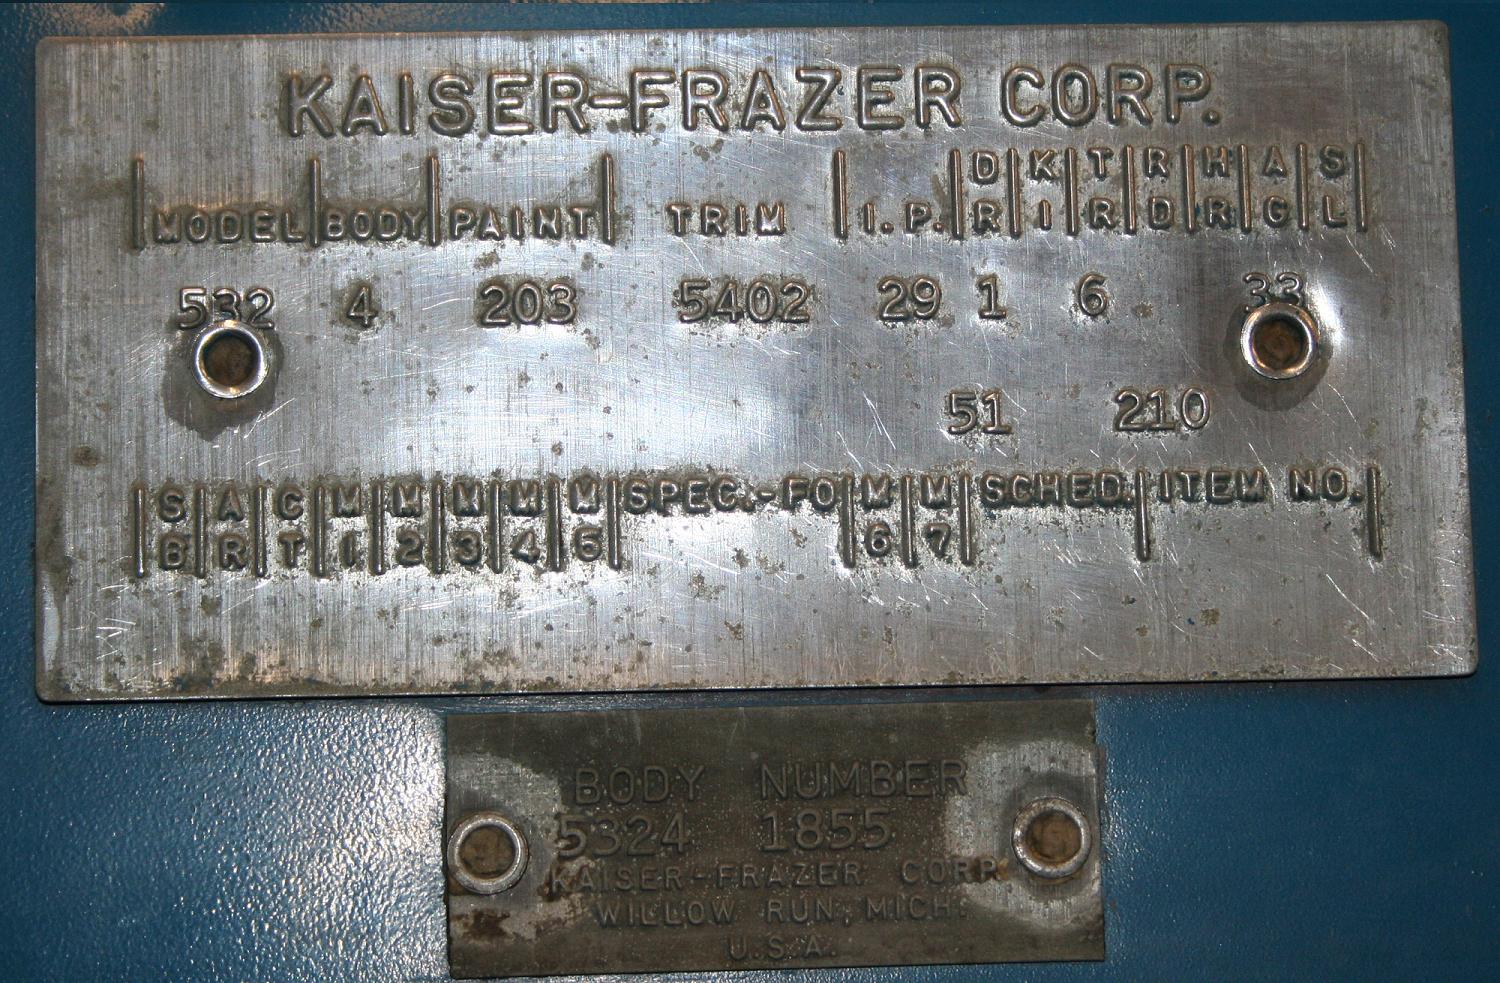 KAISER-FRAZER CORP.
D K T R H A S
MODEL BODY PAINT TRIM I.P. R I R D R G L
532 4 203 5402 29 1 6 33
51 210
S A C M M M M M SPEC.-FO M M SCHED. ITEM NO.
B R T 1 2 3 4 5 6 7
BODY NUMBER
5324 1855
KAISER-FRAZER CORP.
WILLOW RUN, MICH.
U.S.A.